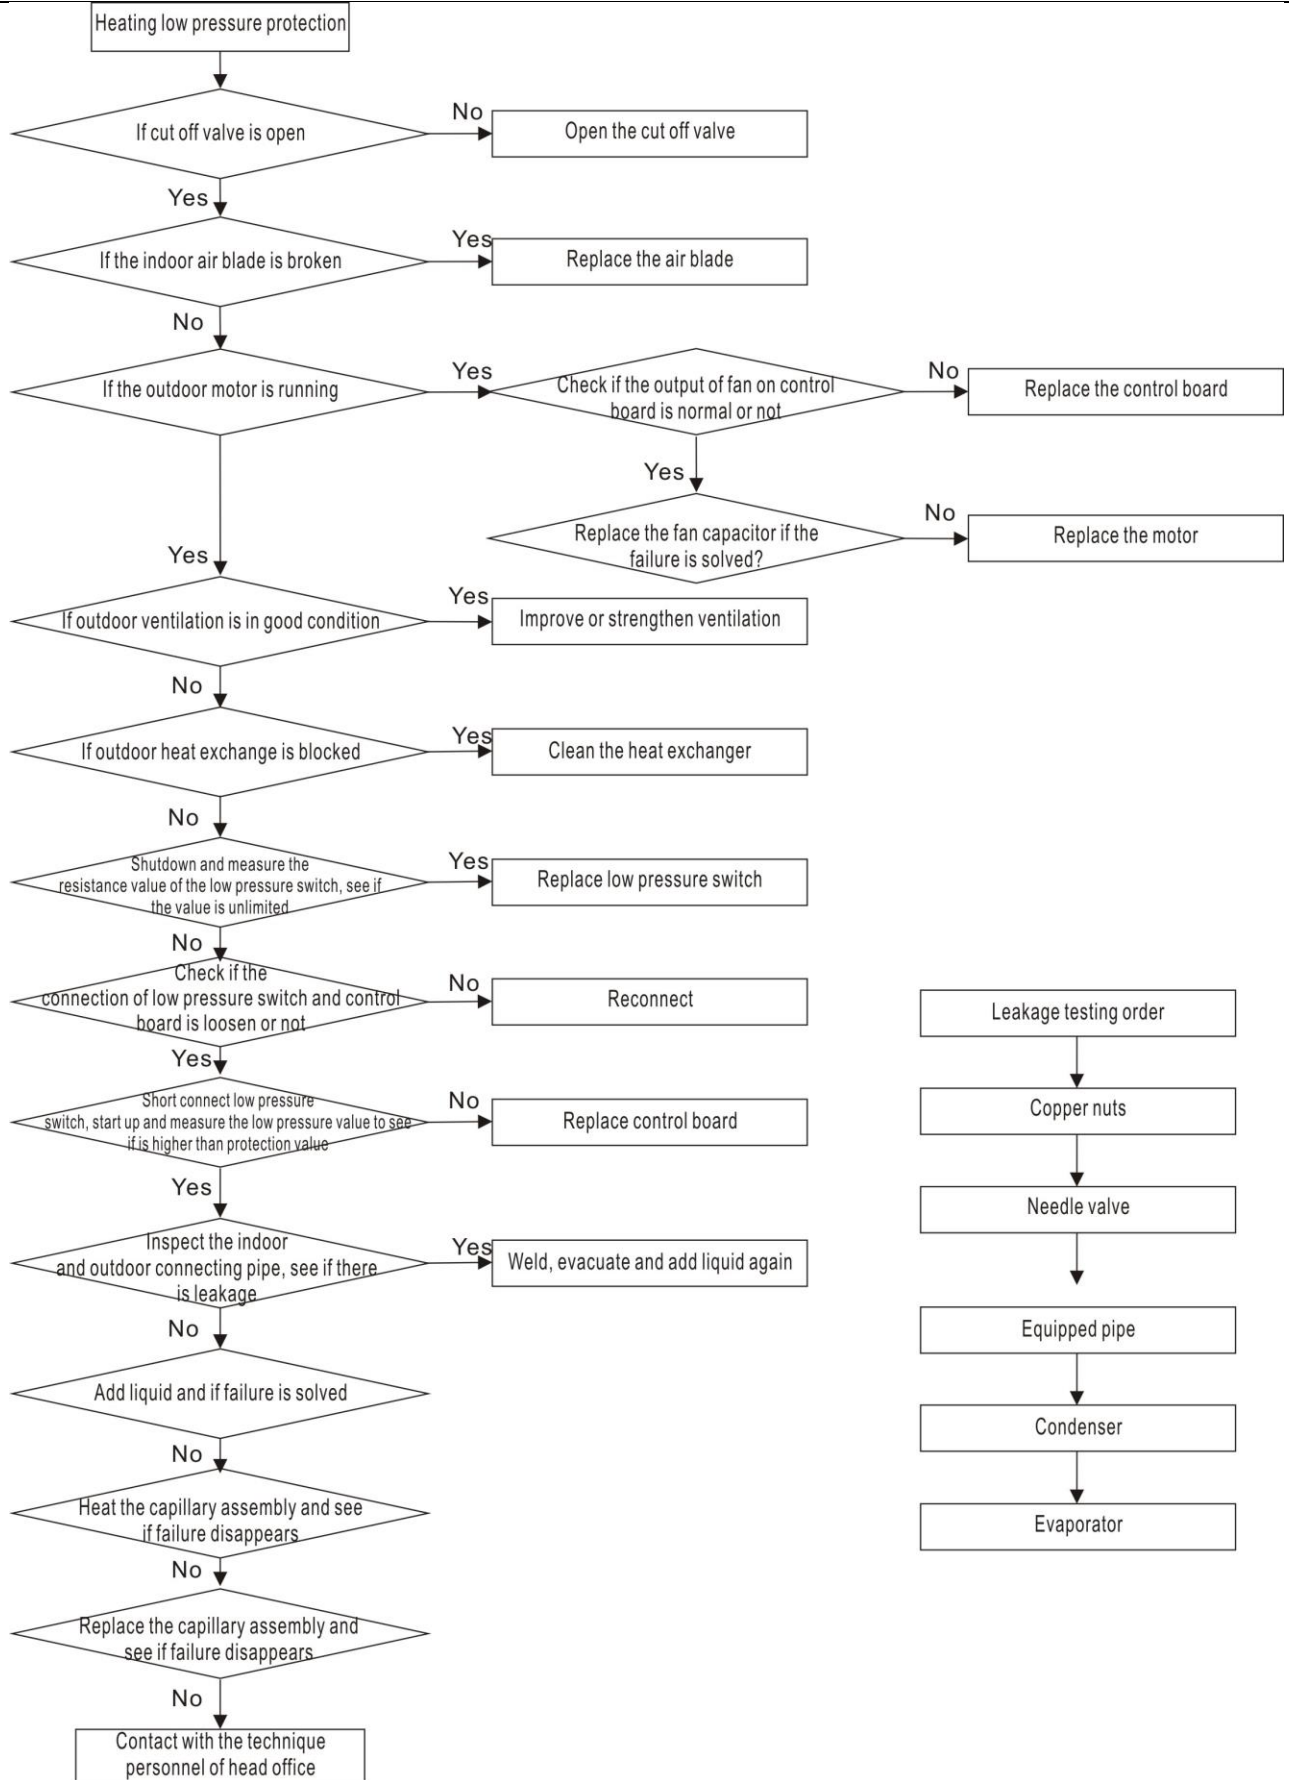 Heating low pressure protection
If cut off valve is open
No
Open the cut off valve
Yes
If the indoor air blade is broken
Yes
Replace the air blade
No
If the outdoor motor is running
Yes
Check if the output of fan on control
board is normal or not
No
Replace the control board
Yes
Replace the fan capacitor if the
failure is solved?
No
Replace the motor
Yes
If outdoor ventilation is in good condition
Yes
Improve or strengthen ventilation
No
If outdoor heat exchange is blocked
Yes
Clean the heat exchanger
No
Shutdown and measure the
resistance value of the low pressure switch, see if
the value is unlimited
Yes
Replace low pressure switch
No
Check if the
connection of low pressure switch and control
board is loosen or not
No
Reconnect
Yes
Short connect low pressure
switch, start up and measure the low pressure value to see
if is higher than protection value
No
Replace control board
Yes
Inspect the indoor
and outdoor connecting pipe, see if there
is leakage
Yes
Weld, evacuate and add liquid again
No
Add liquid and if failure is solved
No
Heat the capillary assembly and see
if failure disappears
No
Replace the capillary assembly and
see if failure disappears
No
Contact with the technique
personnel of head office
Leakage testing order
Copper nuts
Needle valve
Equipped pipe
Condenser
Evaporator